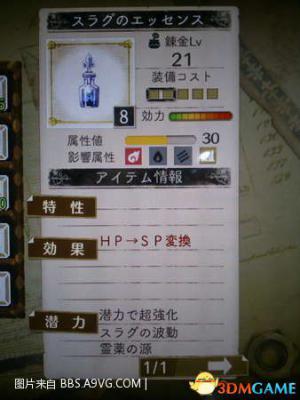 スラグのエッセンス
錬金Lv
21
装備コスト
8
効力
属性値 30
影響属性
アイテム情報
特性
効果
HP→SP変換
潜力
潜力で超強化
スラグの波動
霊薬の源
1/1
图片来自 BBS.A9VG.COM
3DMGAME